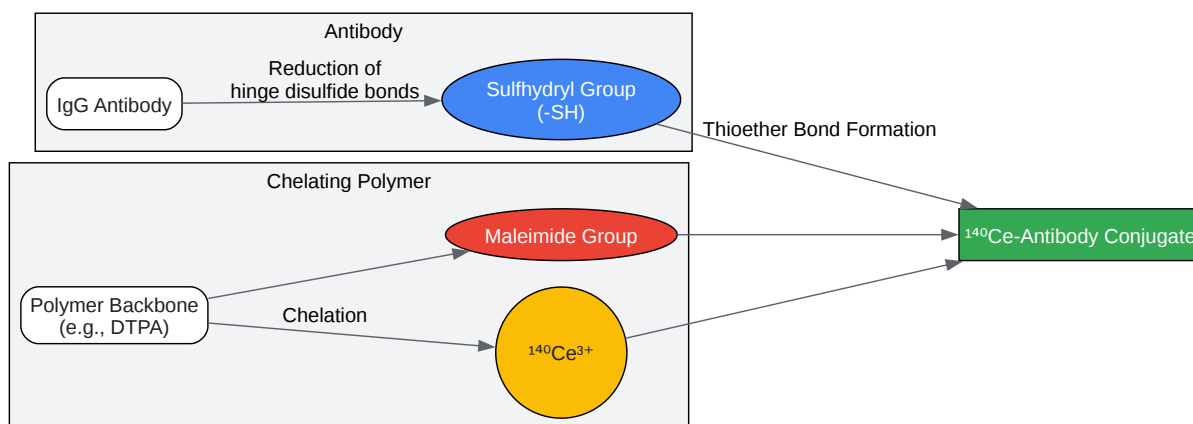 Antibody
Reduction of
hinge disulfide bonds
IgG Antibody
Sulfhydryl Group
(-SH)
Thioether Bond Formation
Chelating Polymer
Maleimide Group
¹⁴⁰Ce-Antibody Conjugate
Polymer Backbone
(e.g., DTPA)
Chelation
¹⁴⁰Ce³⁺